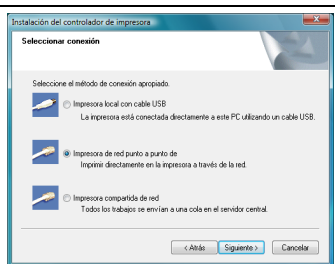 Instalación del controlador de impresora
Seleccionar conexión
Seleccione el método de conexión apropiado.
Impresora local con cable USB
La impresora está conectada directamente a este PC utilizando un cable USB.
Impresora de red punto a punto de
Imprimir directamente en la impresora a través de la red.
Impresora compartida de red
Todos los trabajos se envían a una cola en el servidor central.
< Atrás Siguiente > Cancelar